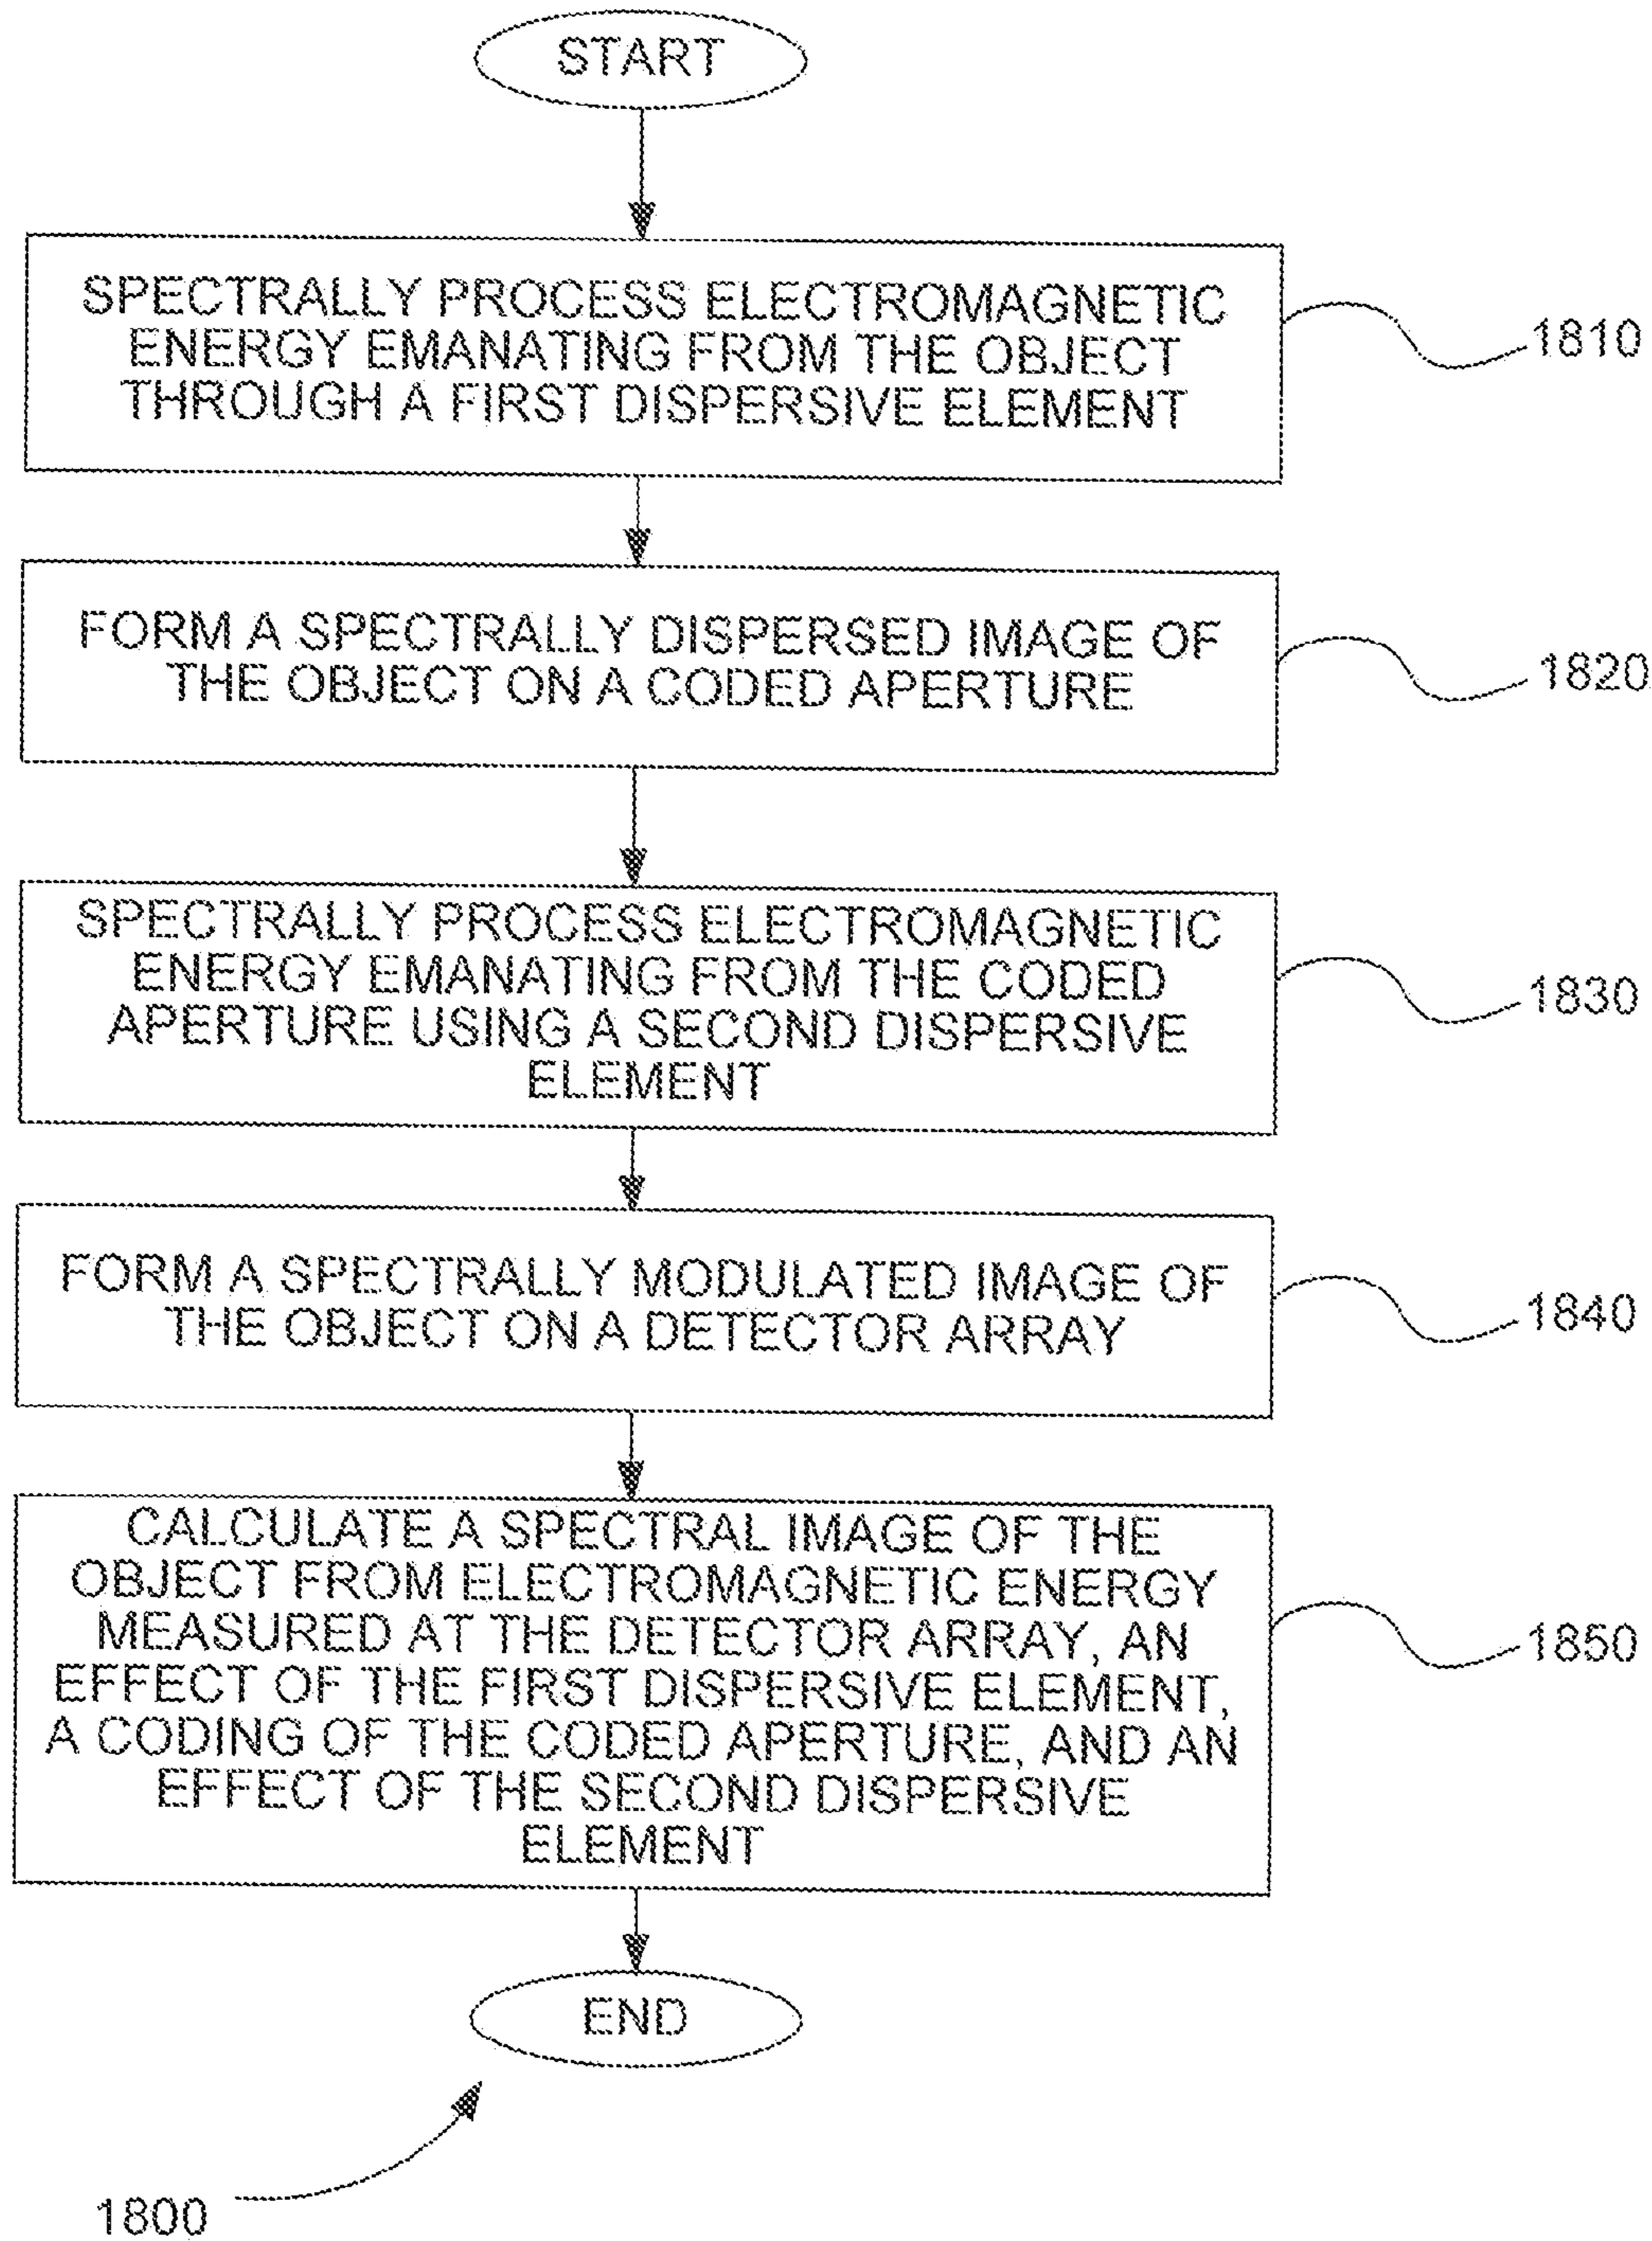 START
SPECTRALLY PROCESS ELECTROMAGNETIC
ENERGY EMANATING FROM THE OBJECT
THROUGH A FIRST DISPERSIVE ELEMENT
1810
FORM A SPECTRALLY DISPERSED IMAGE OF
THE OBJECT ON A CODED APERTURE
1820
SPECTRALLY PROCESS ELECTROMAGNETIC
ENERGY EMANATING FROM THE CODED
APERTURE USING A SECOND DISPERSIVE
ELEMENT
1830
FORM A SPECTRALLY MODULATED IMAGE OF
THE OBJECT ON A DETECTOR ARRAY
1840
CALCULATE A SPECTRAL IMAGE OF THE
OBJECT FROM ELECTROMAGNETIC ENERGY
MEASURED AT THE DETECTOR ARRAY, AN
EFFECT OF THE FIRST DISPERSIVE ELEMENT,
A CODING OF THE CODED APERTURE, AND AN
EFFECT OF THE SECOND DISPERSIVE
ELEMENT
1850
END
1800